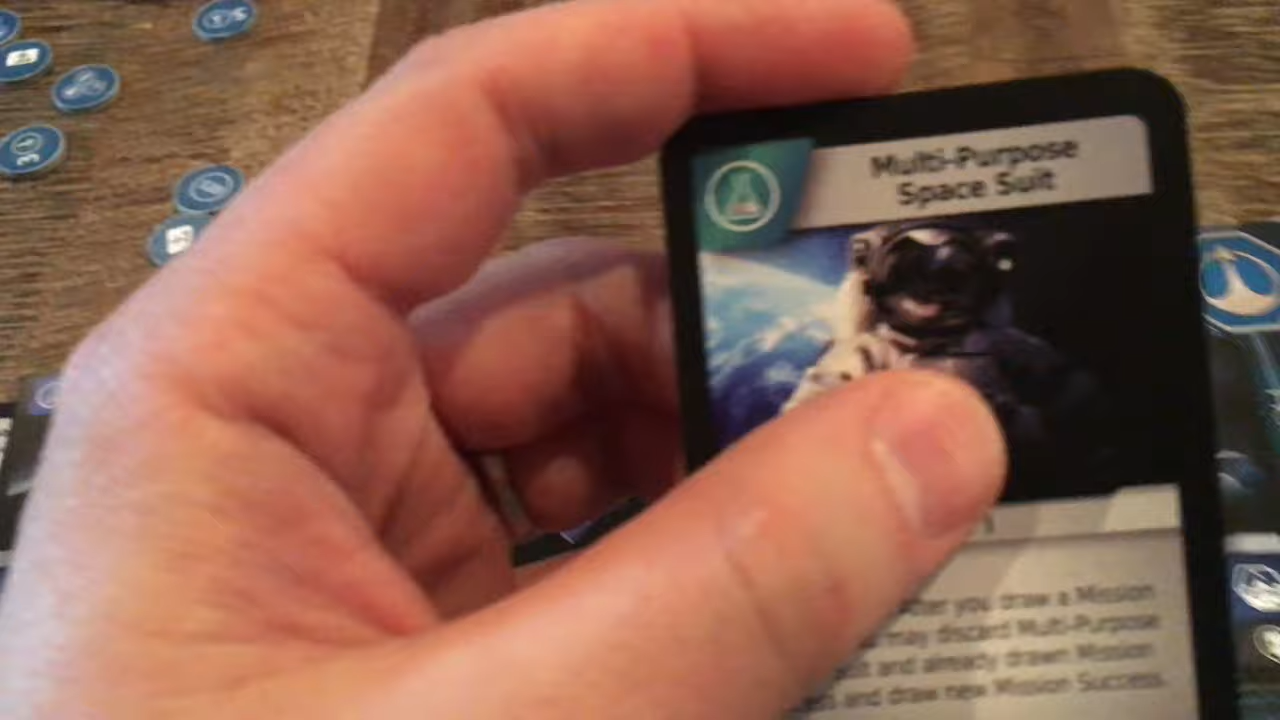 Multi-Purpose
Space Suit
after you draw a Mission
may discard Multi-Purpose
and already drawn Mission
and draw new Mission Success.
3